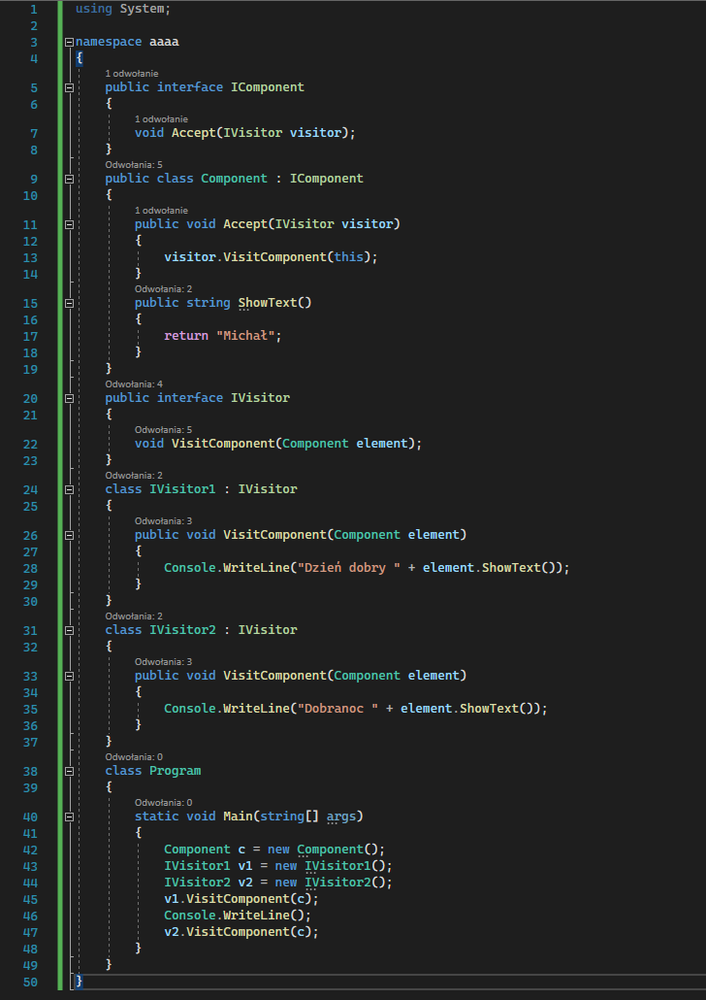 1 using System;
2
3 namespace aaaa
4 {
1 odwołanie
5 public interface IComponent
6 {
1 odwołanie
7 void Accept(IVisitor visitor);
8 }
Odwołania: 5
9 public class Component : IComponent
10 {
1 odwołanie
11 public void Accept(IVisitor visitor)
12 {
13 visitor.VisitComponent(this);
14 }
Odwołania: 2
15 public string ShowText()
16 {
17 return "Michał";
18 }
19 }
Odwołania: 4
20 public interface IVisitor
21 {
Odwołania: 5
22 void VisitComponent(Component element);
23 }
Odwołania: 2
24 class IVisitor1 : IVisitor
25 {
Odwołania: 3
26 public void VisitComponent(Component element)
27 {
28 Console.WriteLine("Dzień dobry " + element.ShowText());
29 }
30 }
Odwołania: 2
31 class IVisitor2 : IVisitor
32 {
Odwołania: 3
33 public void VisitComponent(Component element)
34 {
35 Console.WriteLine("Dobranoc " + element.ShowText());
36 }
37 }
Odwołania: 0
38 class Program
39 {
Odwołania: 0
40 static void Main(string[] args)
41 {
42 Component c = new Component();
43 IVisitor1 v1 = new IVisitor1();
44 IVisitor2 v2 = new IVisitor2();
45 v1.VisitComponent(c);
46 Console.WriteLine();
47 v2.VisitComponent(c);
48 }
49 }
50 }